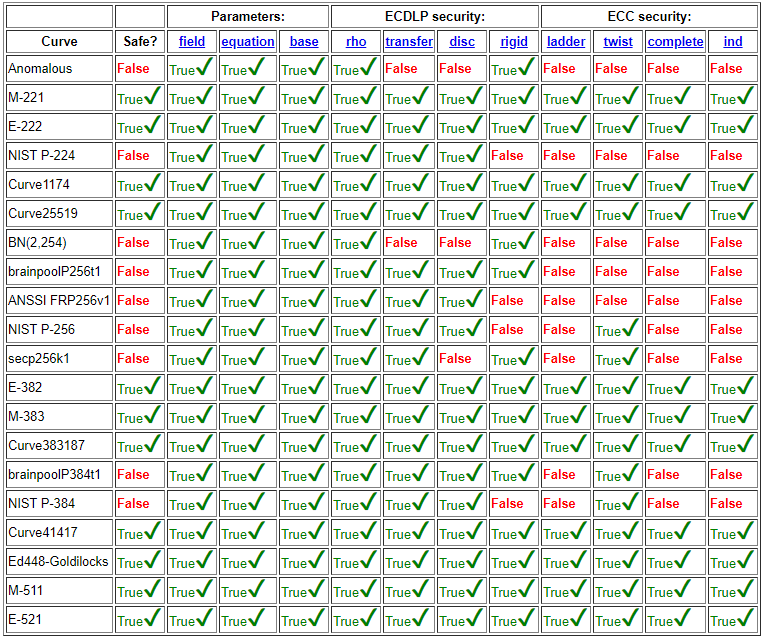 Parameters: ECDLP security: ECC security:
Curve Safe? field equation base rho transfer disc rigid ladder twist complete ind
Anomalous False True✔ True✔ True✔ True✔ False False True✔ False False False False
M-221 True✔ True✔ True✔ True✔ True✔ True✔ True✔ True✔ True✔ True✔ True✔ True✔
E-222 True✔ True✔ True✔ True✔ True✔ True✔ True✔ True✔ True✔ True✔ True✔ True✔
NIST P-224 False True✔ True✔ True✔ True✔ True✔ True✔ False False False False False
Curve1174 True✔ True✔ True✔ True✔ True✔ True✔ True✔ True✔ True✔ True✔ True✔ True✔
Curve25519 True✔ True✔ True✔ True✔ True✔ True✔ True✔ True✔ True✔ True✔ True✔ True✔
BN(2,254) False True✔ True✔ True✔ True✔ False False True✔ False False False False
brainpoolP256t1 False True✔ True✔ True✔ True✔ True✔ True✔ True✔ False False False False
ANSSI FRP256v1 False True✔ True✔ True✔ True✔ True✔ True✔ False False False False False
NIST P-256 False True✔ True✔ True✔ True✔ True✔ True✔ False False True✔ False False
secp256k1 False True✔ True✔ True✔ True✔ True✔ False True✔ False True✔ False False
E-382 True✔ True✔ True✔ True✔ True✔ True✔ True✔ True✔ True✔ True✔ True✔ True✔
M-383 True✔ True✔ True✔ True✔ True✔ True✔ True✔ True✔ True✔ True✔ True✔ True✔
Curve383187 True✔ True✔ True✔ True✔ True✔ True✔ True✔ True✔ True✔ True✔ True✔ True✔
brainpoolP384t1 False True✔ True✔ True✔ True✔ True✔ True✔ True✔ False True✔ False False
NIST P-384 False True✔ True✔ True✔ True✔ True✔ True✔ False False True✔ False False
Curve41417 True✔ True✔ True✔ True✔ True✔ True✔ True✔ True✔ True✔ True✔ True✔ True✔
Ed448-Goldilocks True✔ True✔ True✔ True✔ True✔ True✔ True✔ True✔ True✔ True✔ True✔ True✔
M-511 True✔ True✔ True✔ True✔ True✔ True✔ True✔ True✔ True✔ True✔ True✔ True✔
E-521 True✔ True✔ True✔ True✔ True✔ True✔ True✔ True✔ True✔ True✔ True✔ True✔